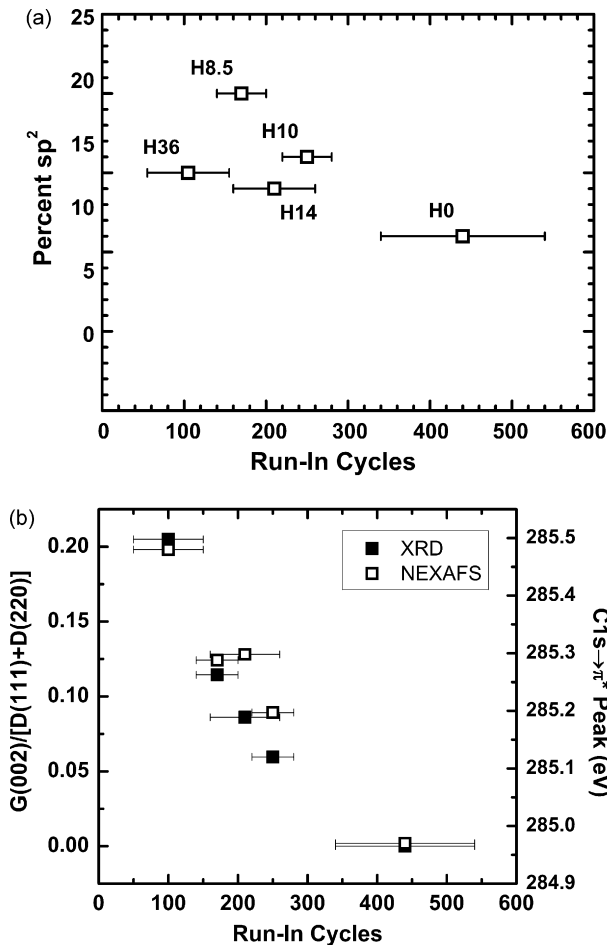 (a)
25
20
15
10
5
0
Percent sp²
H8.5
H10
H36
H14
H0
0 100 200 300 400 500 600
Run-In Cycles
(b)
0.20
0.15
0.10
0.05
0.00
G(002)/[D(111)+D(220)]
XRD
NEXAFS
285.5
285.4
285.3
285.2
285.1
285.0
284.9
C1s→π* Peak (eV)
0 100 200 300 400 500 600
Run-In Cycles